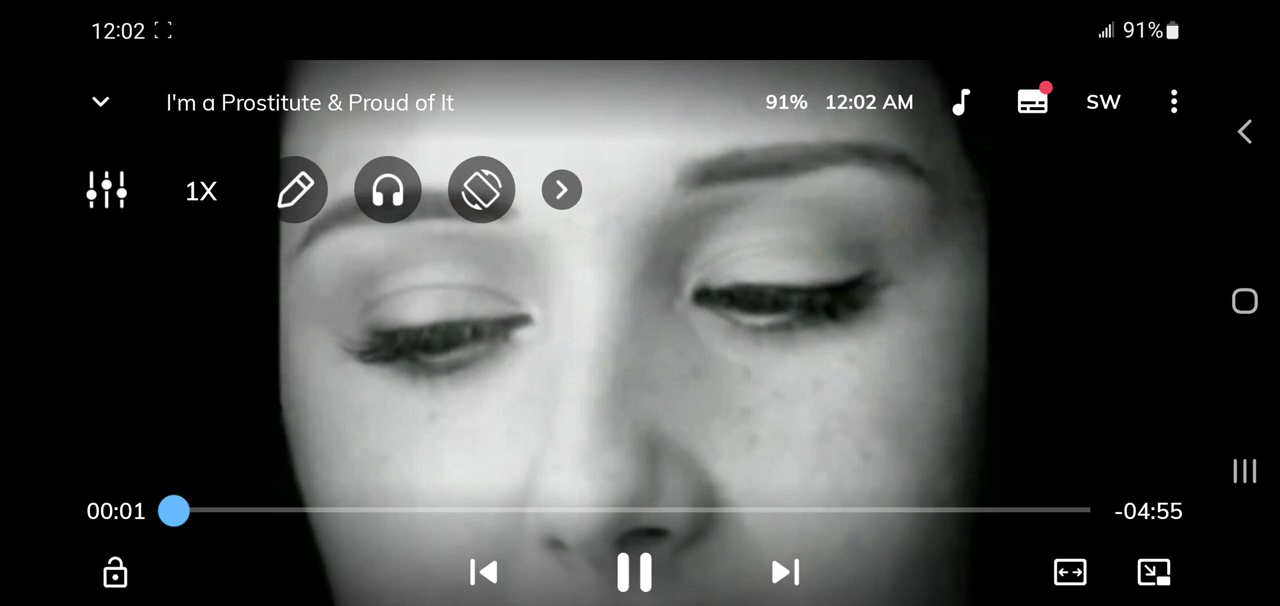 12:02
91%
I'm a Prostitute & Proud of It
91% 12:02 AM
SW
1X
00:01
-04:55